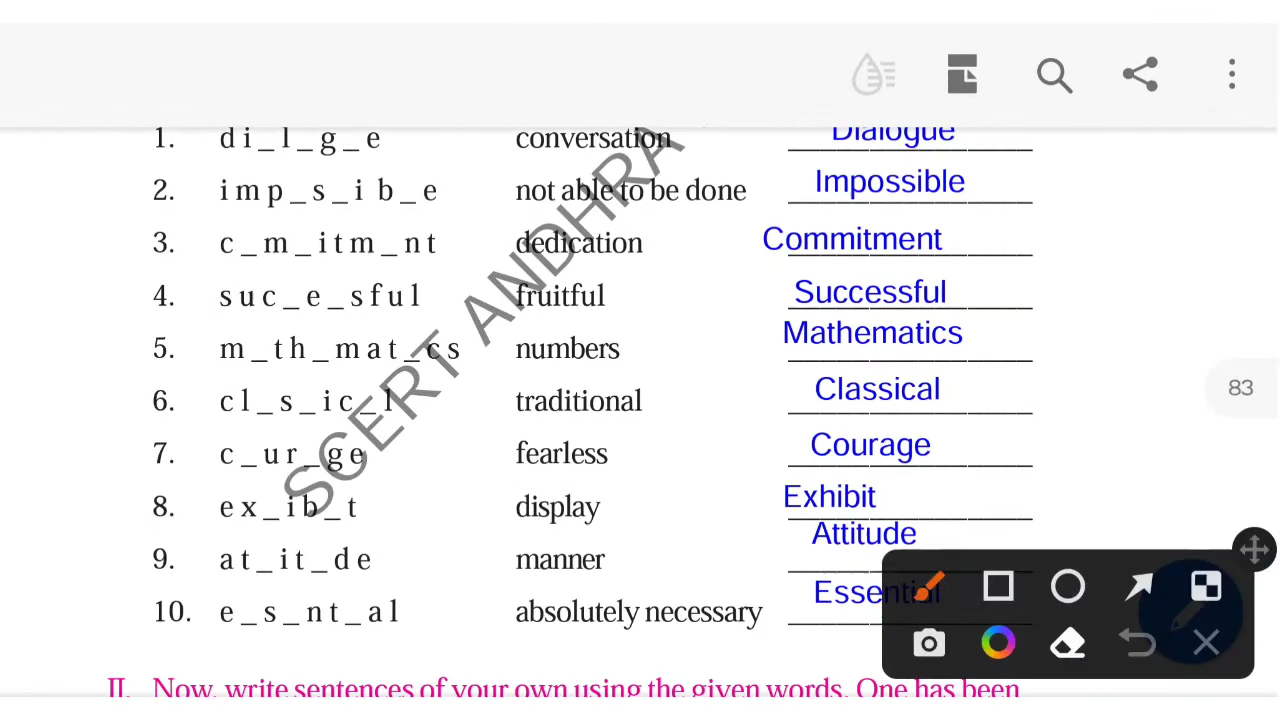 1. d i _ l _ g _ e conversation Dialogue
2. i m p _ s _ i b _ e not able to be done Impossible
3. c _ m _ i t m _ n t dedication Commitment
4. s u c _ e _ s f u l fruitful Successful
5. m _ t h _ m a t _ c s numbers Mathematics
6. c l _ s _ i c _ l traditional Classical
7. c _ u r _ g e fearless Courage
8. e x _ i b _ t display Exhibit
9. a t _ i t _ d e manner Attitude
10. e _ s _ n t _ a l absolutely necessary Essential
83
SCERT ANDHRA
II. Now, write sentences of your own using the given words. One has been